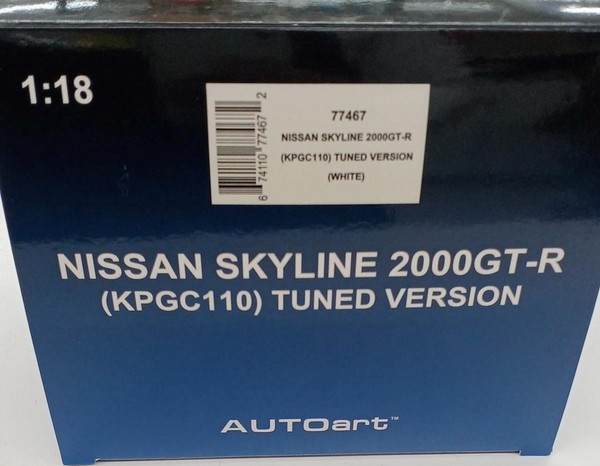 1:18
77467
NISSAN SKYLINE 2000GT-R
(KPGC110) TUNED VERSION
(WHITE)
6 74110 77467 2
NISSAN SKYLINE 2000GT-R
(KPGC110) TUNED VERSION
AUTOart™